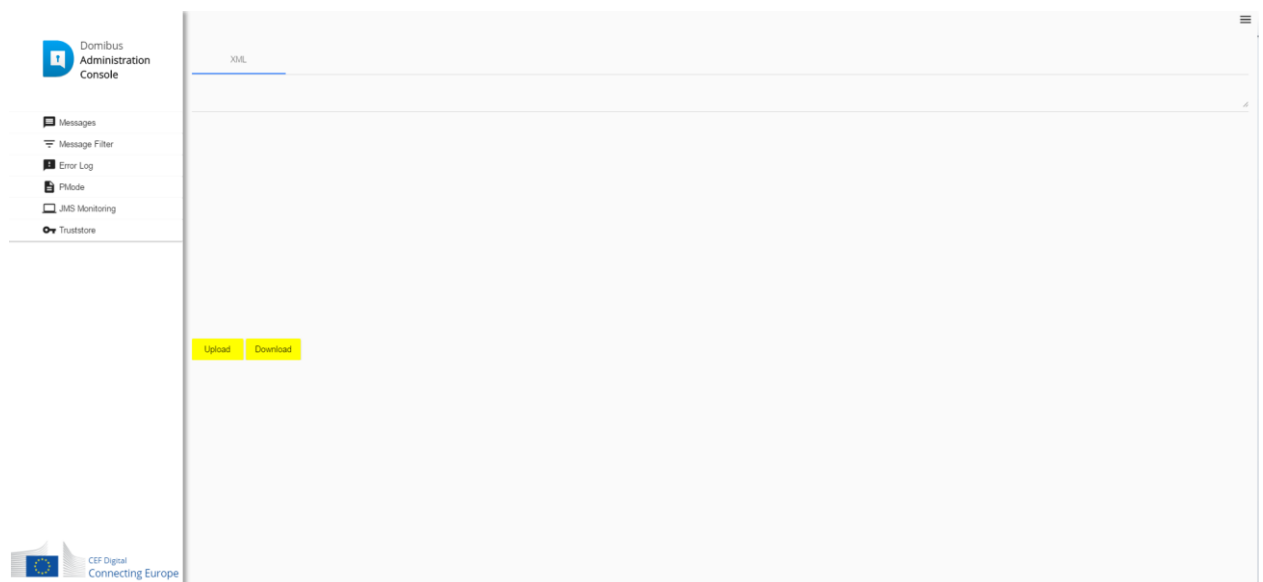 Domibus
Administration
Console
XML
Messages
Message Filter
Error Log
PMode
JMS Monitoring
Truststore
Upload Download
CEF Digital
Connecting Europe